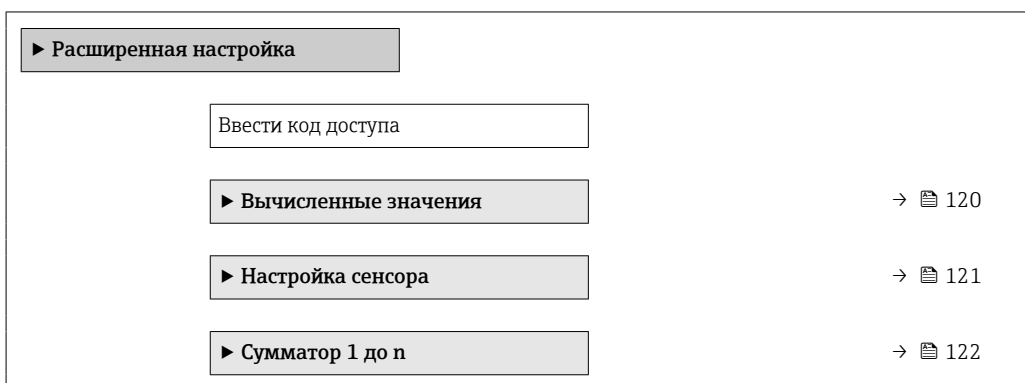 ▶ Расширенная настройка
Ввести код доступа
▶ Вычисленные значения → 120
▶ Настройка сенсора → 121
▶ Сумматор 1 до n → 122